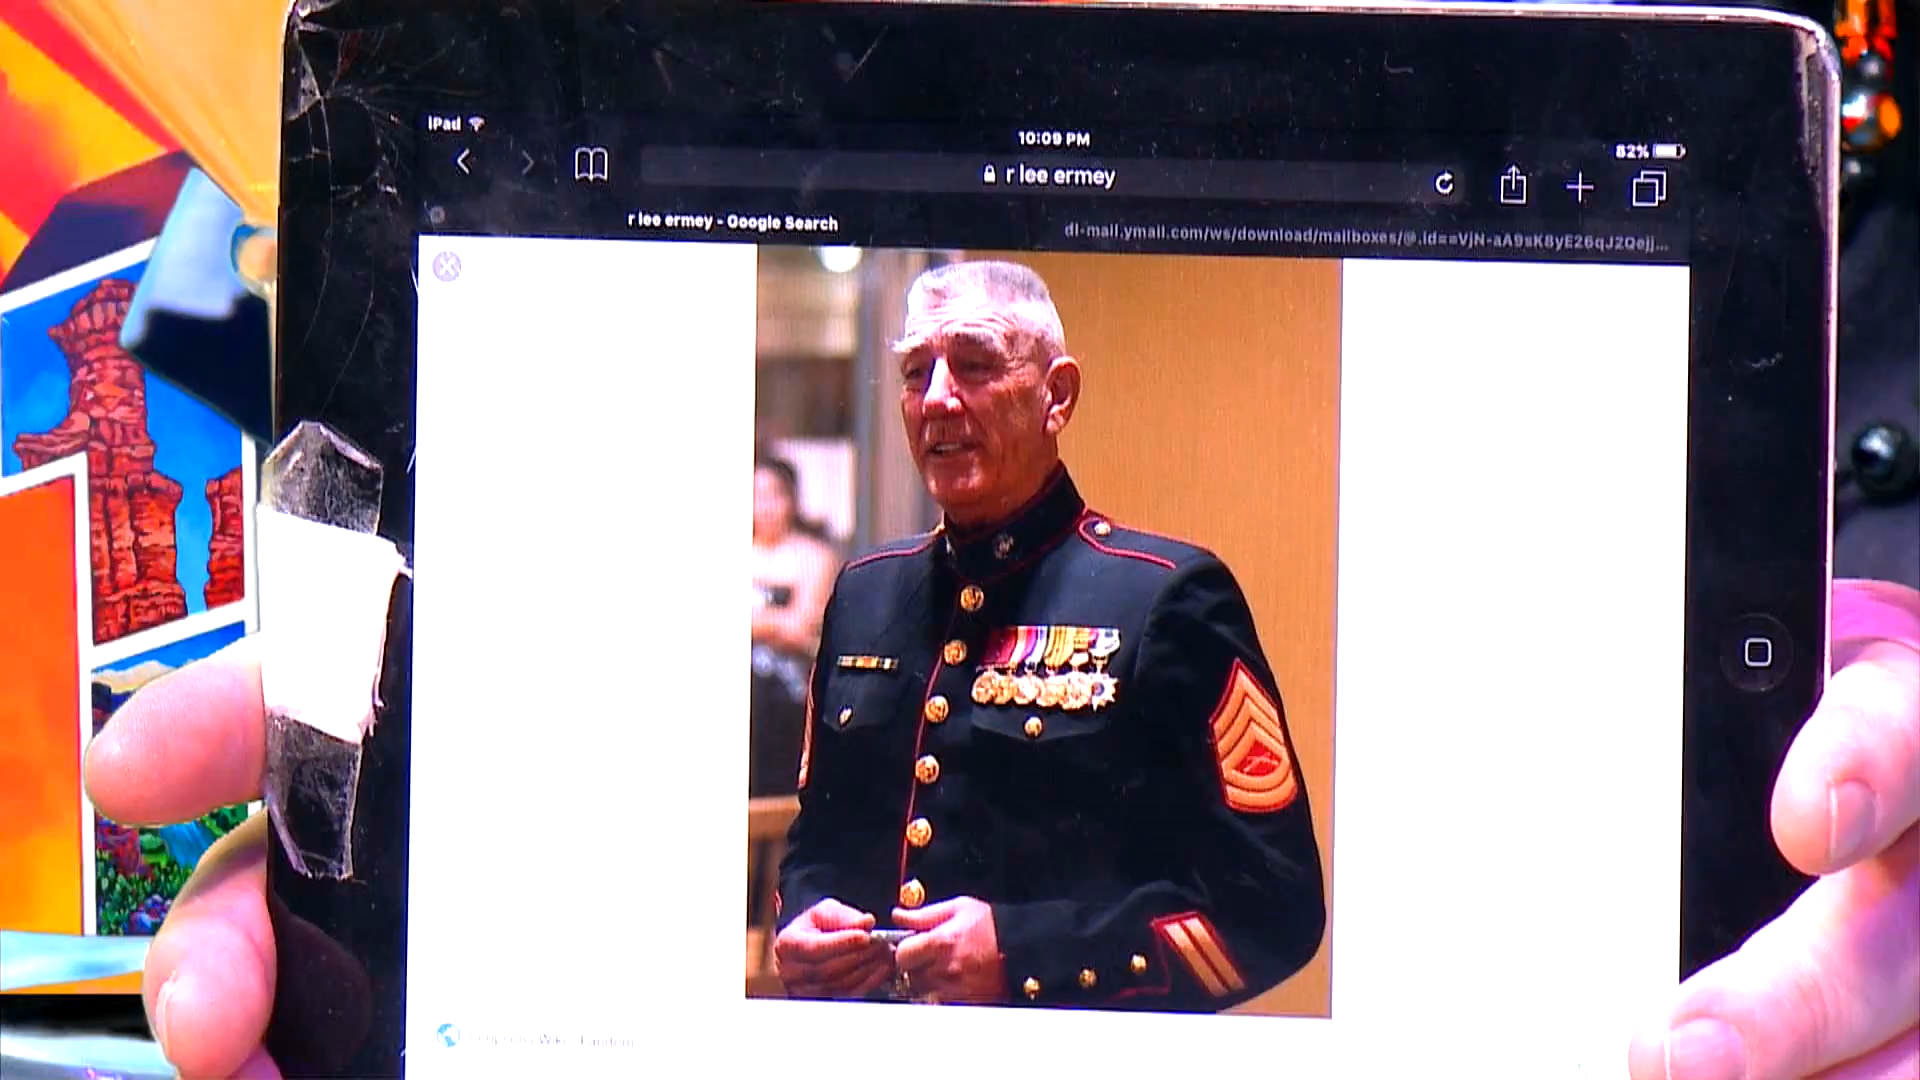 iPad
10:09 PM
82%
r lee ermey
r lee ermey - Google Search
dl-mail.ymail.com/ws/download/mailboxes/@.id==VjN-aA9sK8yE26qJ2Qejj...